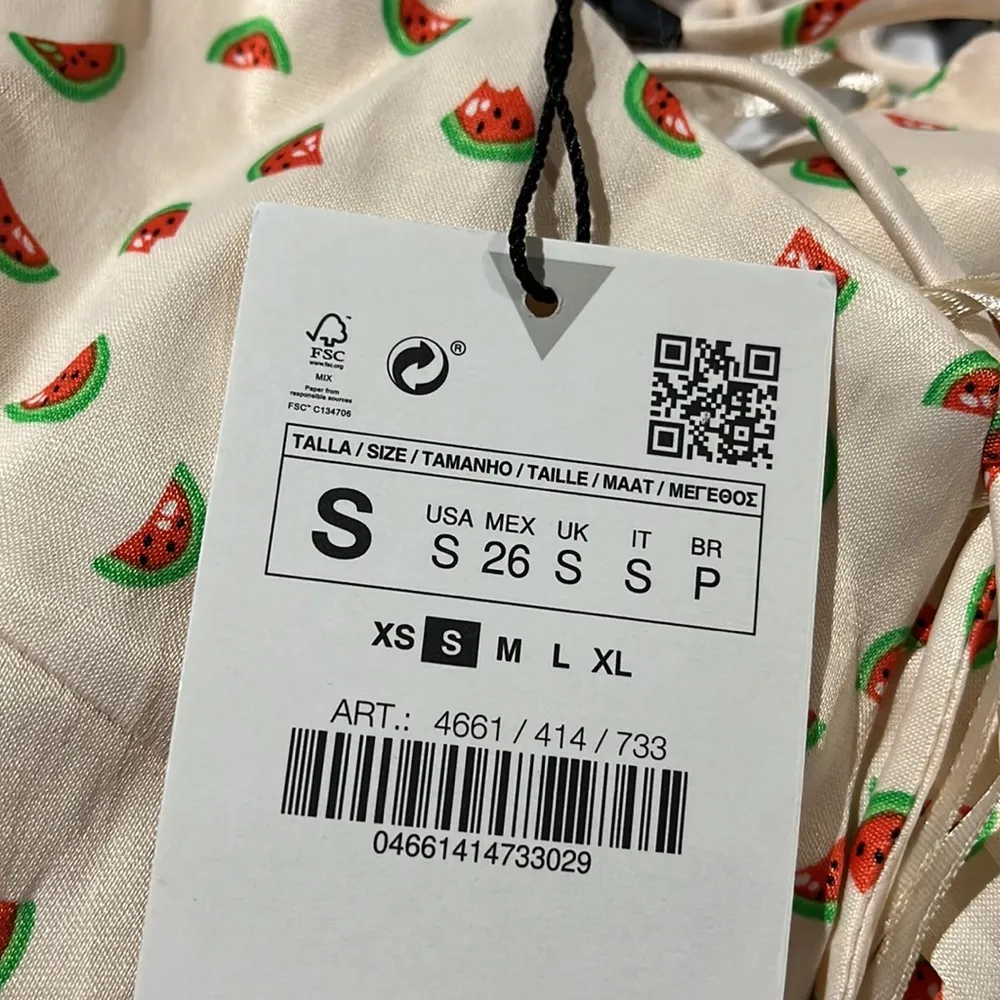 FSC
www.fsc.org
MIX
Paper from
responsible sources
FSC™ C134706
®
TALLA / SIZE / TAMANHO / TAILLE / MAAT / ΜΕΓΕΘΟΣ
S
USA MEX UK IT BR
S 26 S S P
XS S M L XL
ART.: 4661 / 414 / 733
04661414733029